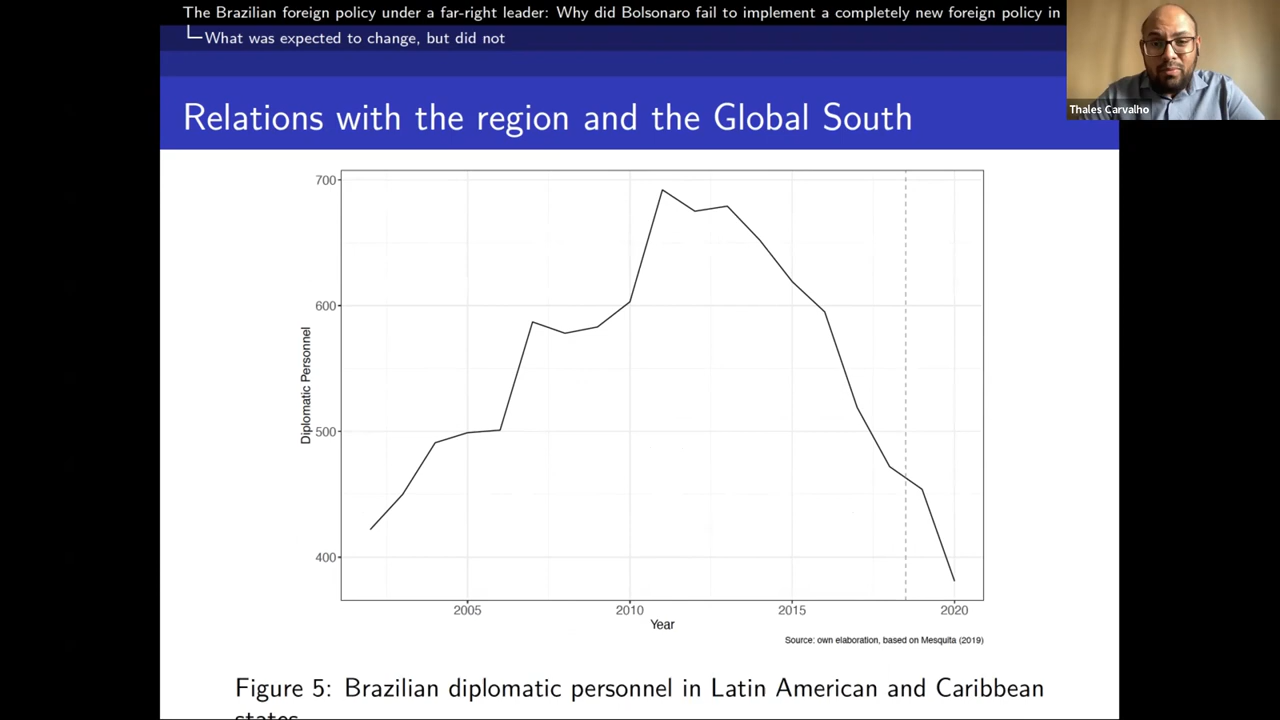 The Brazilian foreign policy under a far-right leader: Why did Bolsonaro fail to implement a completely new foreign policy in
What was expected to change, but did not
Thales Carvalho
Relations with the region and the Global South
700
600
500
400
Diplomatic Personnel
2005
2010
2015
2020
Year
Source: own elaboration, based on Mesquita (2019)
Figure 5: Brazilian diplomatic personnel in Latin American and Caribbean
states